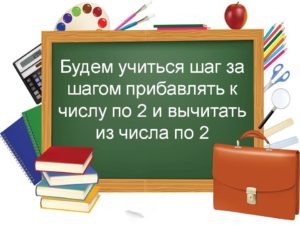 Будем учиться шаг за
шагом прибавлять к
числу по 2 и вычитать
из числа по 2